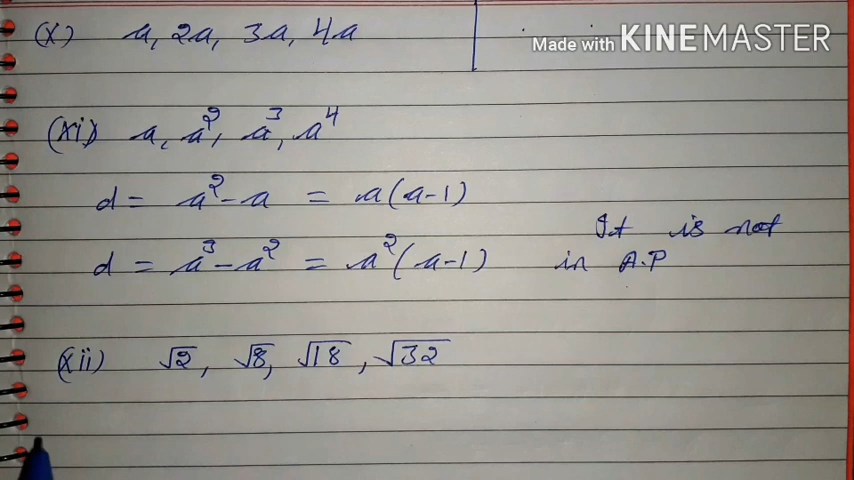 (x) a, 2a, 3a, 4a
Made with KINEMASTER
(xi) a, a², a³, a⁴
d = a² - a = a(a-1)
It is not
d = a³ - a² = a²(a-1) in A.P
(xii) √2, √8, √18, √32